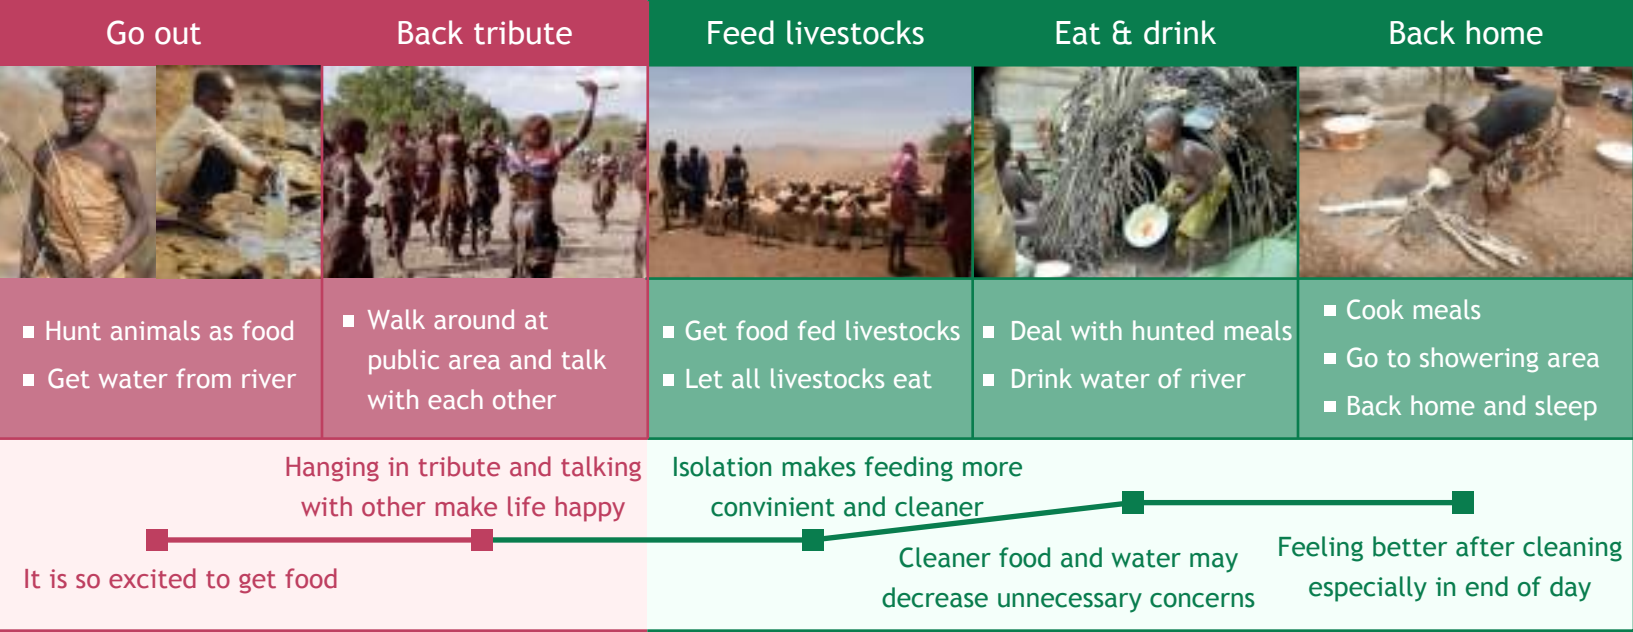 Go out
Back tribute
Feed livestocks
Eat & drink
Back home
Hunt animals as food
Get water from river
Walk around at
public area and talk
with each other
Get food fed livestocks
Let all livestocks eat
Deal with hunted meals
Drink water of river
Cook meals
Go to showering area
Back home and sleep
It is so excited to get food
Hanging in tribute and talking
with other make life happy
Isolation makes feeding more
convinient and cleaner
Cleaner food and water may
decrease unnecessary concerns
Feeling better after cleaning
especially in end of day